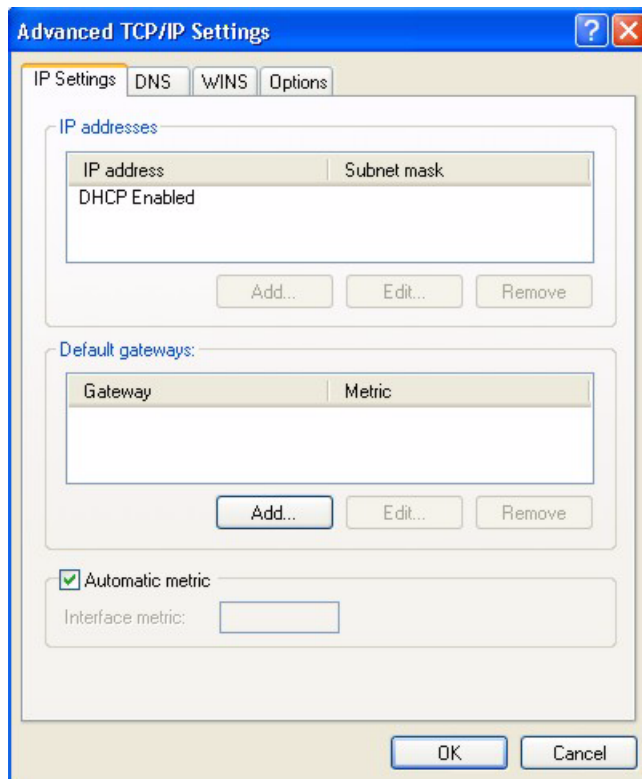 Advanced TCP/IP Settings
IP Settings DNS WINS Options
IP addresses
IP address Subnet mask
DHCP Enabled
Add... Edit... Remove
Default gateways:
Gateway Metric
Add... Edit... Remove
Automatic metric
Interface metric:
OK Cancel